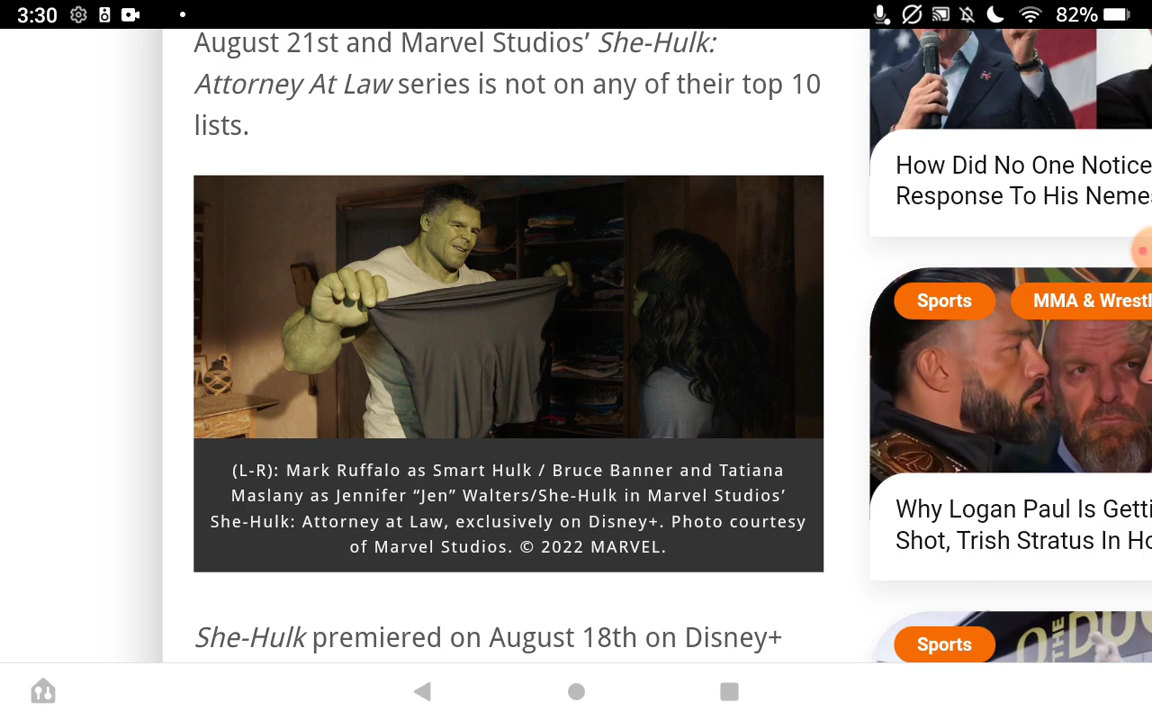 3:30
82%
August 21st and Marvel Studios’ She-Hulk:
Attorney At Law series is not on any of their top 10
lists.
(L-R): Mark Ruffalo as Smart Hulk / Bruce Banner and Tatiana
Maslany as Jennifer “Jen” Walters/She-Hulk in Marvel Studios’
She-Hulk: Attorney at Law, exclusively on Disney+. Photo courtesy
of Marvel Studios. © 2022 MARVEL.
She-Hulk premiered on August 18th on Disney+
How Did No One Notice
Response To His Neme
Sports
MMA & Wrestl
Why Logan Paul Is Getti
Shot, Trish Stratus In Ho
Sports
THE